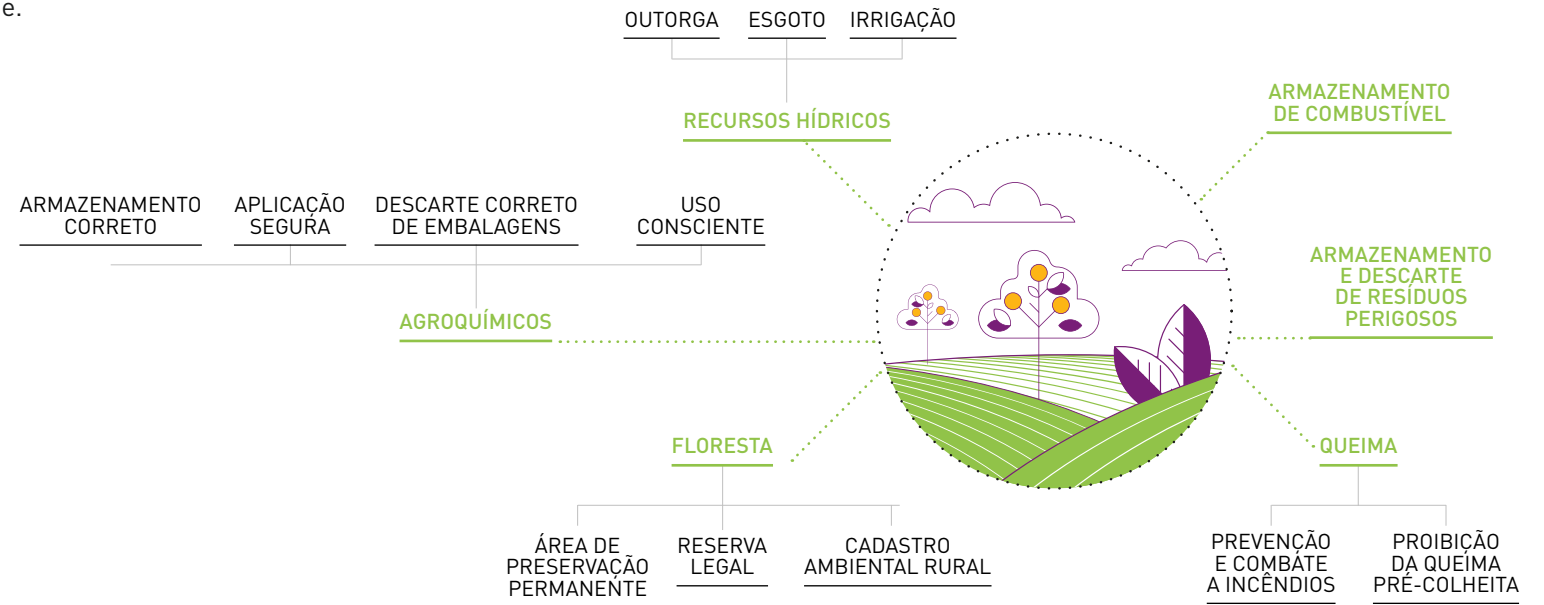 e.
OUTORGA
ESGOTO
IRRIGAÇÃO
RECURSOS HÍDRICOS
ARMAZENAMENTO
DE COMBUSTÍVEL
ARMAZENAMENTO
CORRETO
APLICAÇÃO
SEGURA
DESCARTE CORRETO
DE EMBALAGENS
USO
CONSCIENTE
AGROQUÍMICOS
ARMAZENAMENTO
E DESCARTE
DE RESÍDUOS
PERIGOSOS
FLORESTA
ÁREA DE
PRESERVAÇÃO
PERMANENTE
RESERVA
LEGAL
CADASTRO
AMBIENTAL RURAL
QUEIMA
PREVENÇÃO
E COMBATE
A INCÊNDIOS
PROIBIÇÃO
DA QUEIMA
PRÉ-COLHEITA